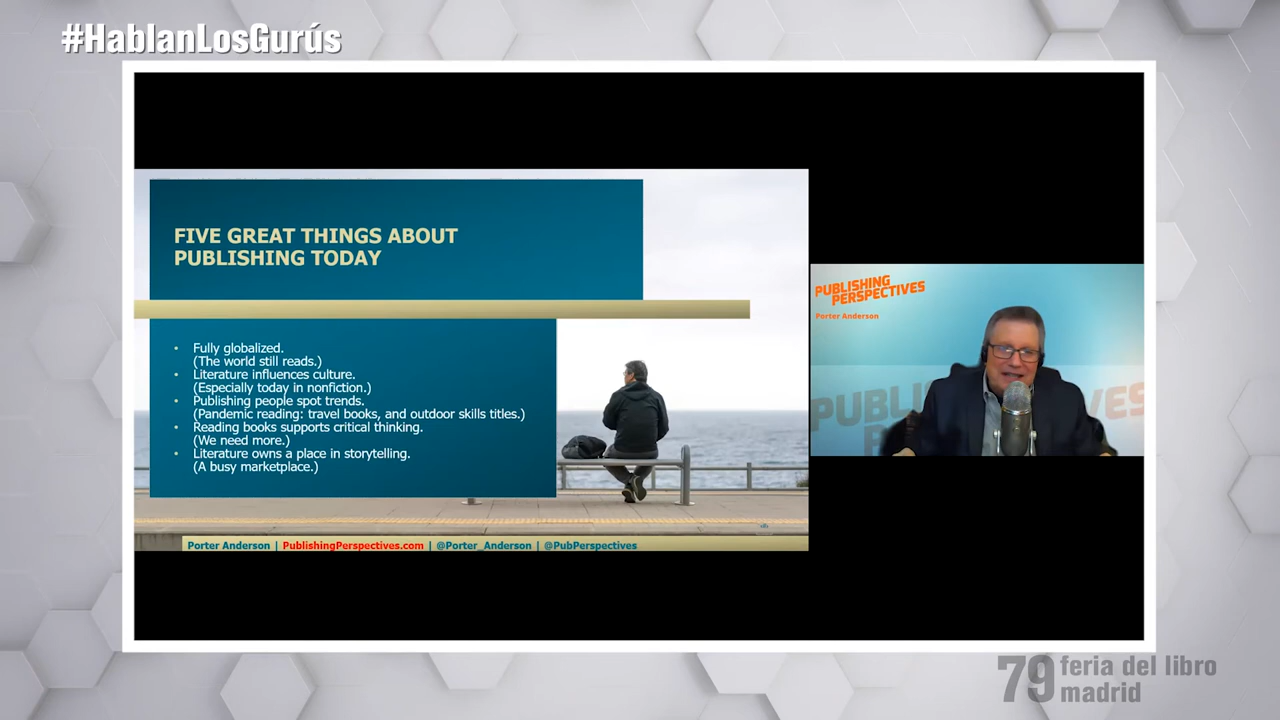 #HablanLosGurús
FIVE GREAT THINGS ABOUT
PUBLISHING TODAY
• Fully globalized.
(The world still reads.)
• Literature influences culture.
(Especially today in nonfiction.)
• Publishing people spot trends.
(Pandemic reading: travel books, and outdoor skills titles.)
• Reading books supports critical thinking.
(We need more.)
• Literature owns a place in storytelling.
(A busy marketplace.)
Porter Anderson | PublishingPerspectives.com | @Porter_Anderson | @PubPerspectives
PUBLISHING
PERSPECTIVES
Porter Anderson
79 feria del libro
madrid